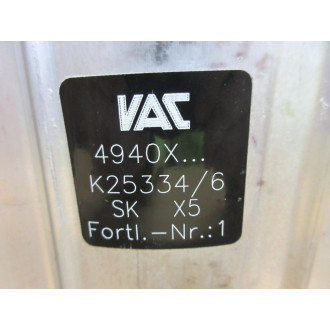 VAC
4940X...
K25334/6
SK X5
Fortl.-Nr.:1